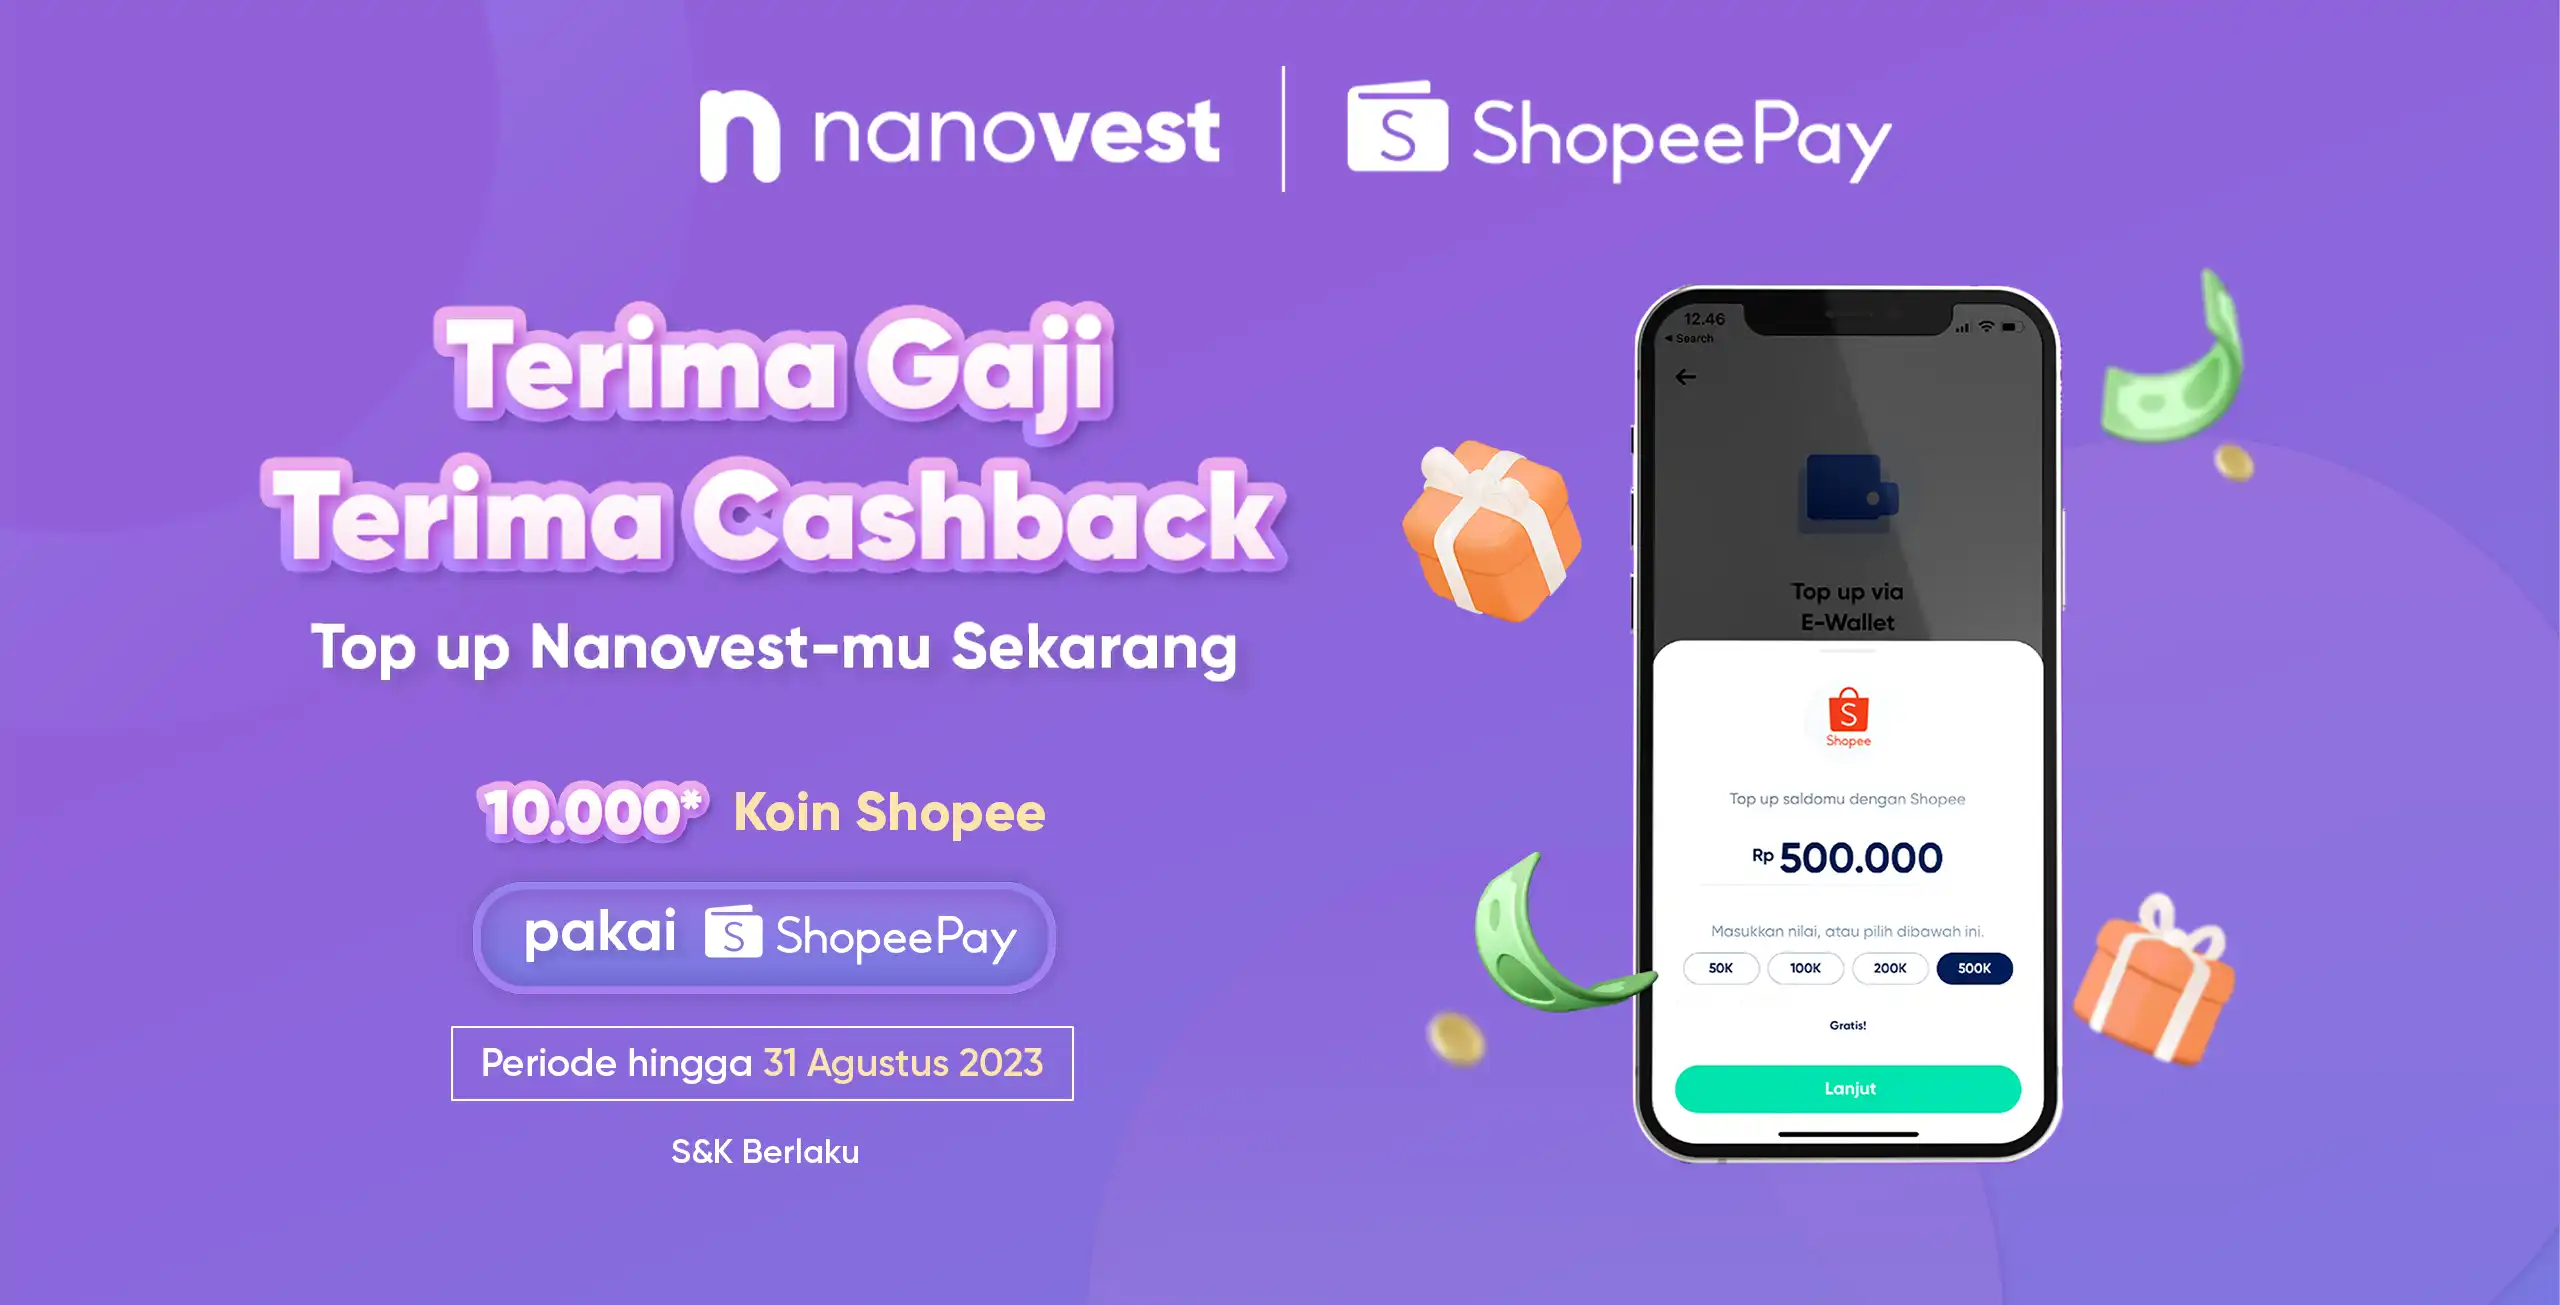 nanovest
ShopeePay
Terima Gaji
Terima Cashback
Top up Nanovest-mu Sekarang
10.000* Koin Shopee
pakai ShopeePay
Periode hingga 31 Agustus 2023
S&K Berlaku
12.46
Search
Top up via
E-Wallet
Shopee
Top up saldomu dengan Shopee
Rp 500.000
Masukkan nilai, atau pilih dibawah ini.
50K 100K 200K 500K
Gratis!
Lanjut